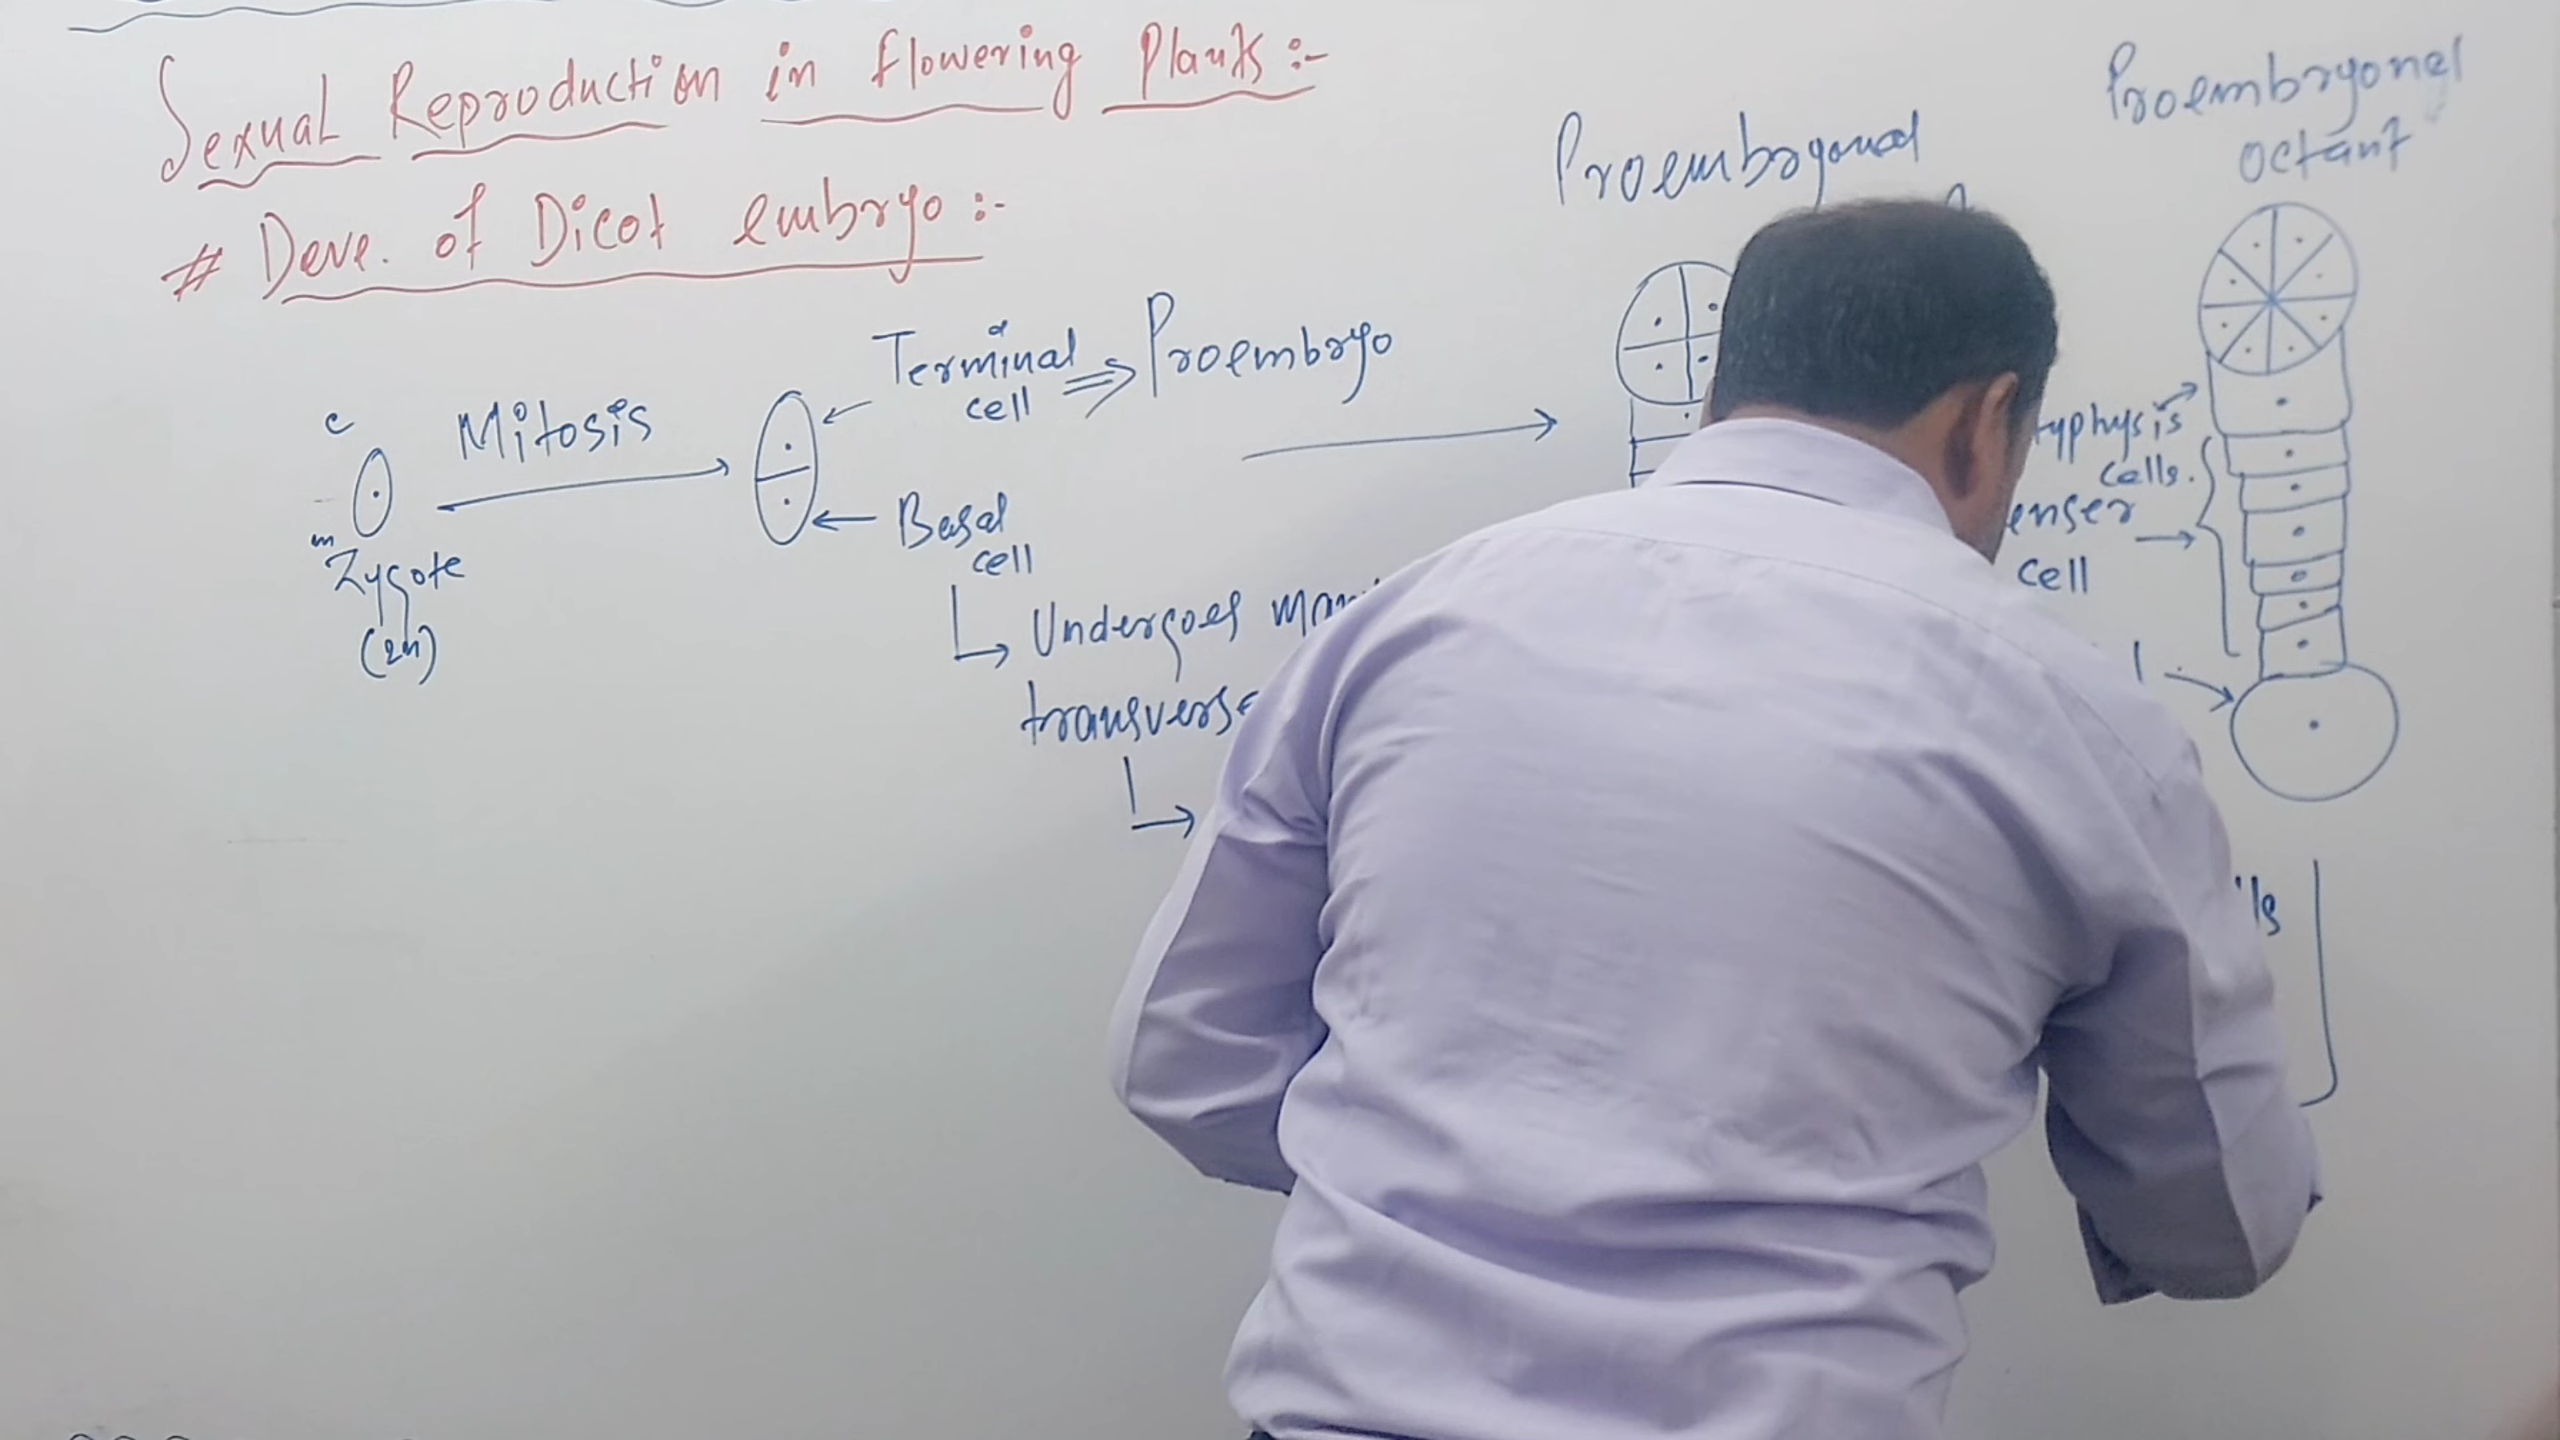 Sexual Reproduction in flowering Plants :-
# Deve. of Dicot embryo :-
Proembryonal
Proembryonal
octant
Terminal
cell ⇒ Proembryo
c
Mitosis
m
Zygote
(2n)
Basal
cell
Undergoes
transverse
cells.
cell